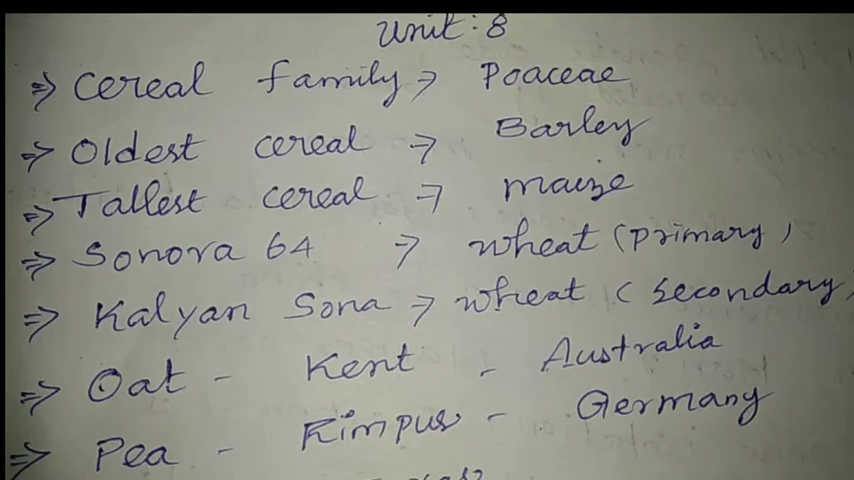 Unit: 8
⇒ Cereal family → Poaceae
⇒ Oldest cereal → Barley
⇒ Tallest cereal → maize
⇒ Sonora 64 → wheat (Primary)
⇒ Kalyan Sona → wheat (Secondary)
⇒ Oat - Kent - Australia
⇒ Pea - Rimpus - Germany